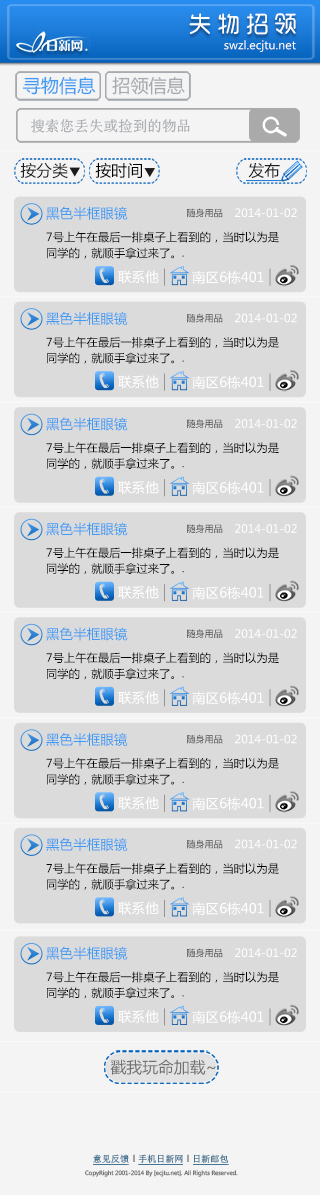 失物招领
日新网.
swzl.ecjtu.net
寻物信息 招领信息
搜索您丢失或捡到的物品
按分类▼ 按时间▼ 发布
黑色半框眼镜 随身用品 2014-01-02
7号上午在最后一排桌子上看到的，当时以为是
同学的，就顺手拿过来了。.
联系他 | 南区6栋401 |
黑色半框眼镜 随身用品 2014-01-02
7号上午在最后一排桌子上看到的，当时以为是
同学的，就顺手拿过来了。.
联系他 | 南区6栋401 |
黑色半框眼镜 随身用品 2014-01-02
7号上午在最后一排桌子上看到的，当时以为是
同学的，就顺手拿过来了。.
联系他 | 南区6栋401 |
黑色半框眼镜 随身用品 2014-01-02
7号上午在最后一排桌子上看到的，当时以为是
同学的，就顺手拿过来了。.
联系他 | 南区6栋401 |
黑色半框眼镜 随身用品 2014-01-02
7号上午在最后一排桌子上看到的，当时以为是
同学的，就顺手拿过来了。.
联系他 | 南区6栋401 |
黑色半框眼镜 随身用品 2014-01-02
7号上午在最后一排桌子上看到的，当时以为是
同学的，就顺手拿过来了。.
联系他 | 南区6栋401 |
黑色半框眼镜 随身用品 2014-01-02
7号上午在最后一排桌子上看到的，当时以为是
同学的，就顺手拿过来了。.
联系他 | 南区6栋401 |
黑色半框眼镜 随身用品 2014-01-02
7号上午在最后一排桌子上看到的，当时以为是
同学的，就顺手拿过来了。.
联系他 | 南区6栋401 |
戳我玩命加载~
意见反馈 | 手机日新网 | 日新邮包
CopyRight 2001-2014 By [ecjtu.net]. All Rights Reserved.